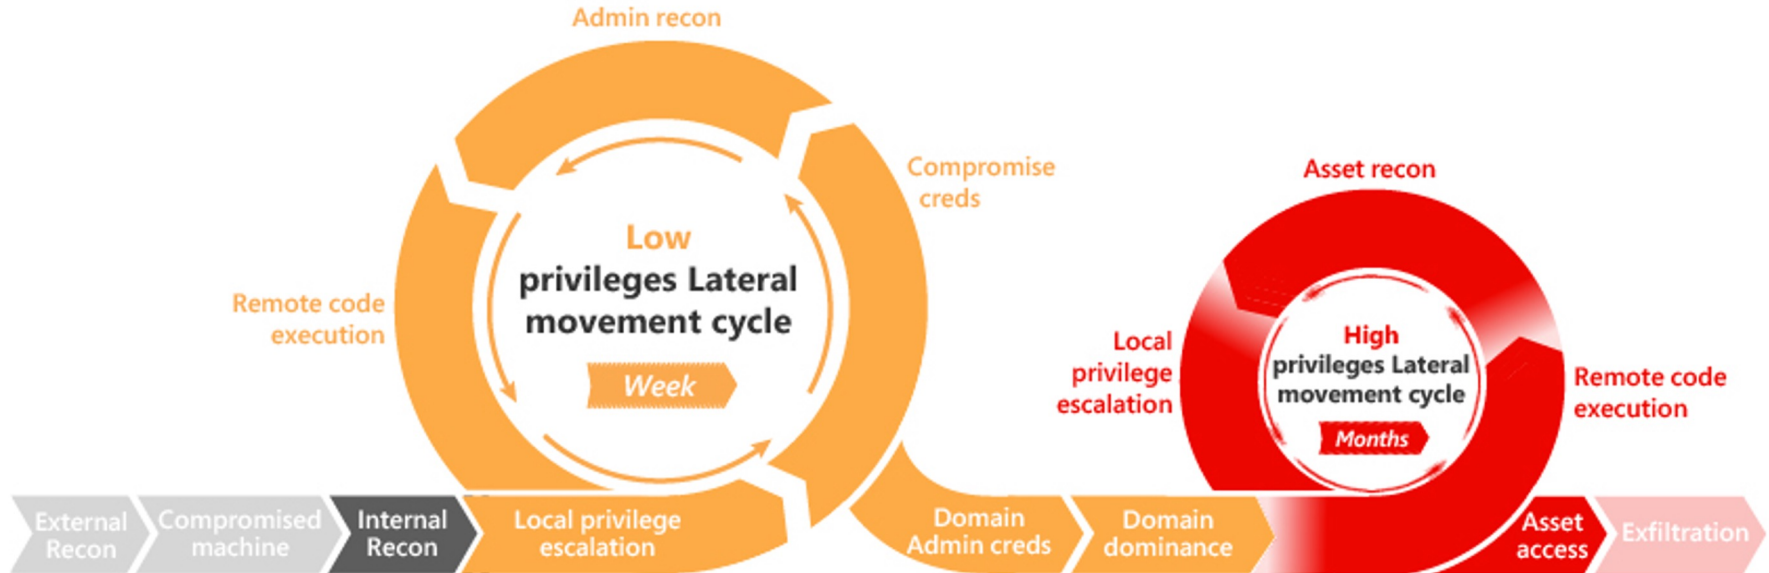 Admin recon
Compromise
creds
Low
privileges Lateral
movement cycle
Week
Remote code
execution
Asset recon
High
privileges Lateral
movement cycle
Months
Local
privilege
escalation
Remote code
execution
External
Recon
Compromised
machine
Internal
Recon
Local privilege
escalation
Domain
Admin creds
Domain
dominance
Asset
access
Exfiltration